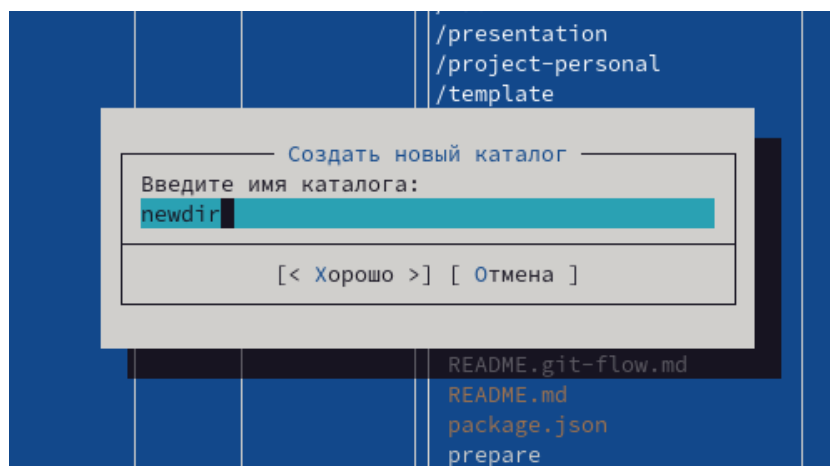 /presentation
/project-personal
/template
Создать новый каталог
Введите имя каталога:
newdir
[< Хорошо >] [ Отмена ]
README.git-flow.md
README.md
package.json
prepare